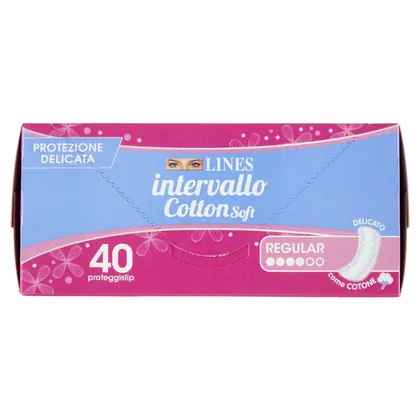 PROTEZIONE
DELICATA
LINES
intervallo
Cotton Soft
40
proteggislip
REGULAR
DELICATO
come COTONE